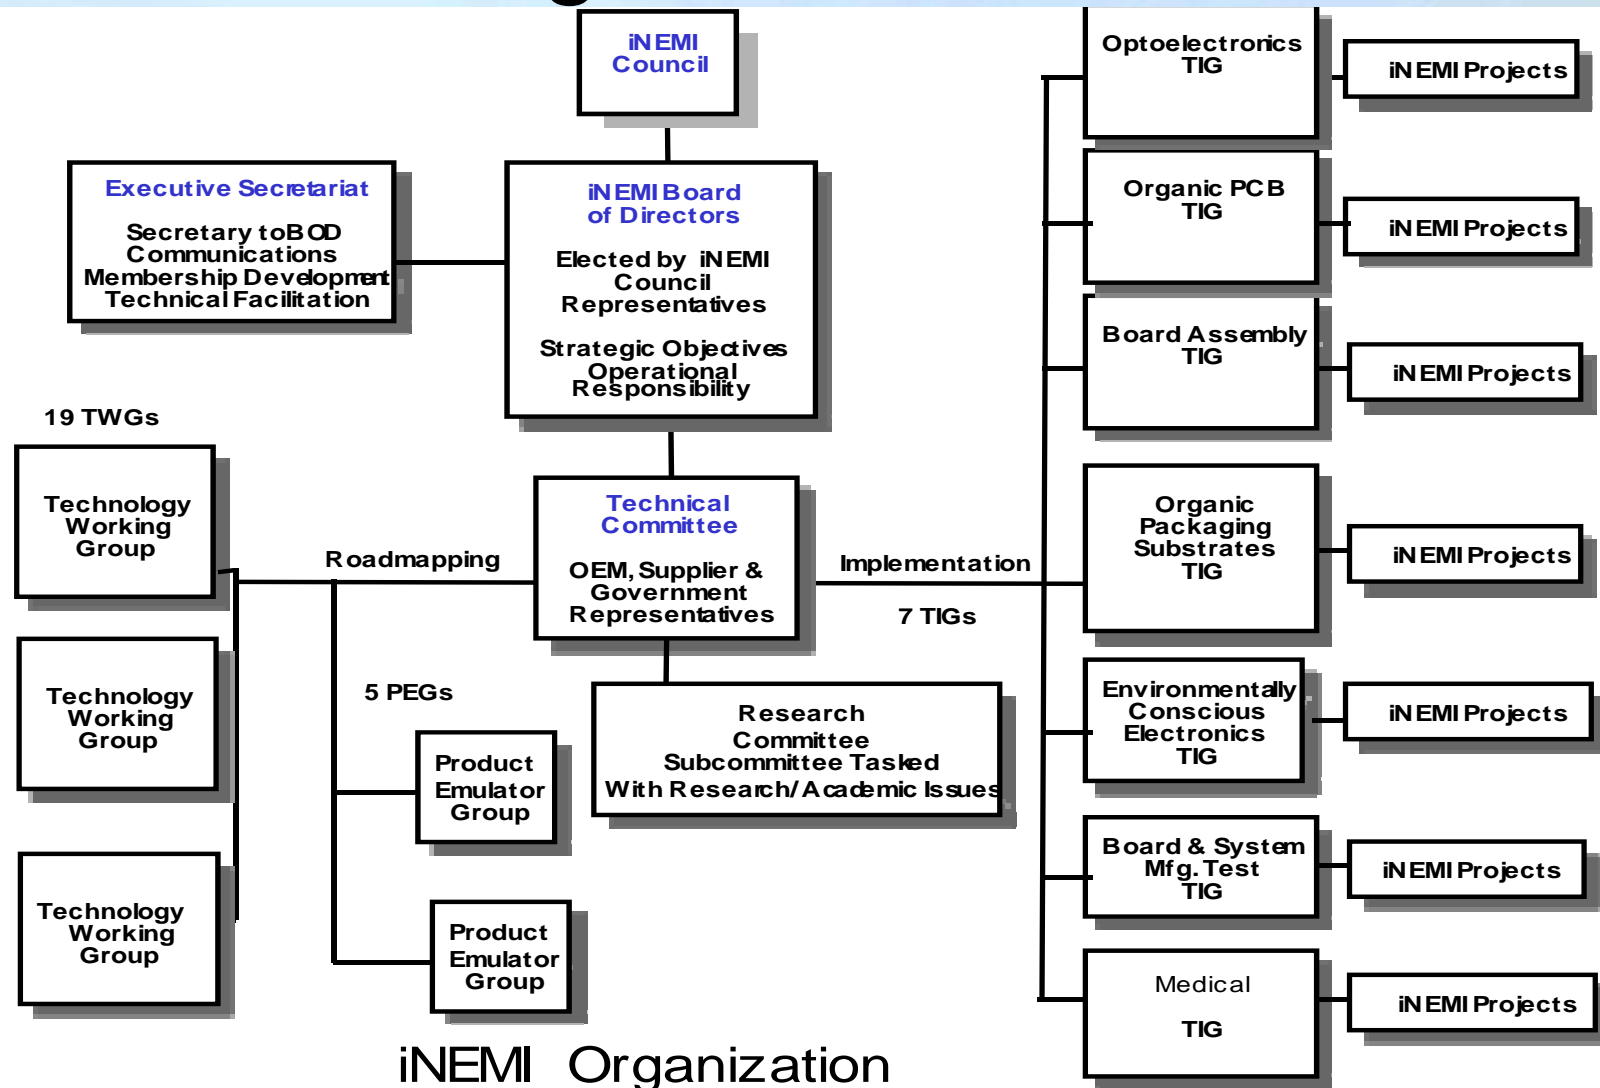 iNEMI
Council
Executive Secretariat
Secretary to BOD
Communications
Membership Development
Technical Facilitation
iNEMI Board
of Directors
Elected by iNEMI
Council
Representatives
Strategic Objectives
Operational
Responsibility
19 TWGs
Technology
Working
Group
Technology
Working
Group
Technology
Working
Group
Roadmapping
5 PEGs
Product
Emulator
Group
Product
Emulator
Group
Technical
Committee
OEM, Supplier &
Government
Representatives
Research
Committee
Subcommittee Tasked
With Research/Academic Issues
Implementation
7 TIGs
Optoelectronics
TIG
iNEMI Projects
Organic PCB
TIG
iNEMI Projects
Board Assembly
TIG
iNEMI Projects
Organic
Packaging
Substrates
TIG
iNEMI Projects
Environmentally
Conscious
Electronics
TIG
iNEMI Projects
Board & System
Mfg. Test
TIG
iNEMI Projects
Medical
TIG
iNEMI Projects
iNEMI Organization